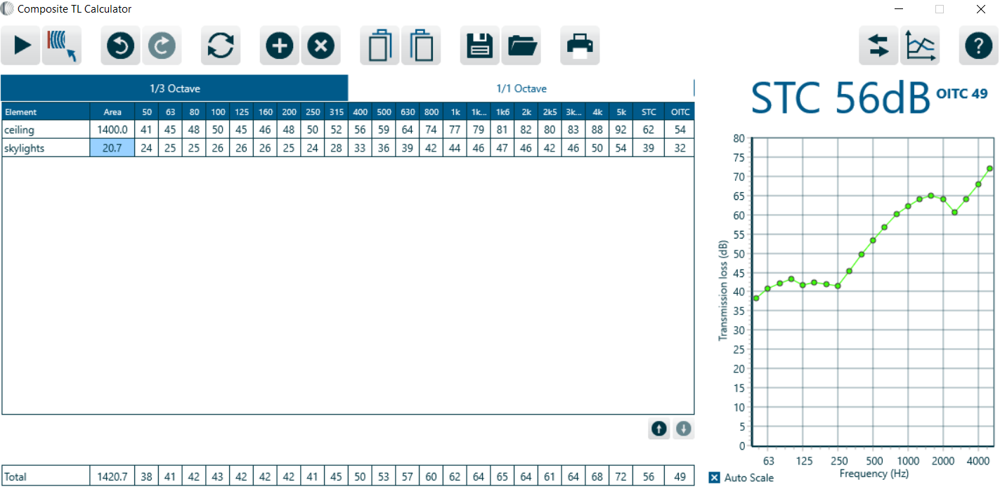 Composite TL Calculator
1/3 Octave 1/1 Octave
Element Area 50 63 80 100 125 160 200 250 315 400 500 630 800 1k 1k... 1k6 2k 2k5 3k... 4k 5k STC OITC
ceiling 1400.0 41 45 48 50 45 46 48 50 52 56 59 64 74 77 79 81 82 80 83 88 92 62 54
skylights 20.7 24 25 25 26 26 26 25 24 28 33 36 39 42 44 46 47 46 42 46 50 54 39 32
Total 1420.7 38 41 42 43 42 42 42 41 45 50 53 57 60 62 64 65 64 61 64 68 72 56 49
STC 56dB OITC 49
Transmission loss (dB)
80
75
70
65
60
55
50
45
40
35
30
25
20
15
10
5
0
63 125 250 500 1000 2000 4000
Frequency (Hz)
Auto Scale